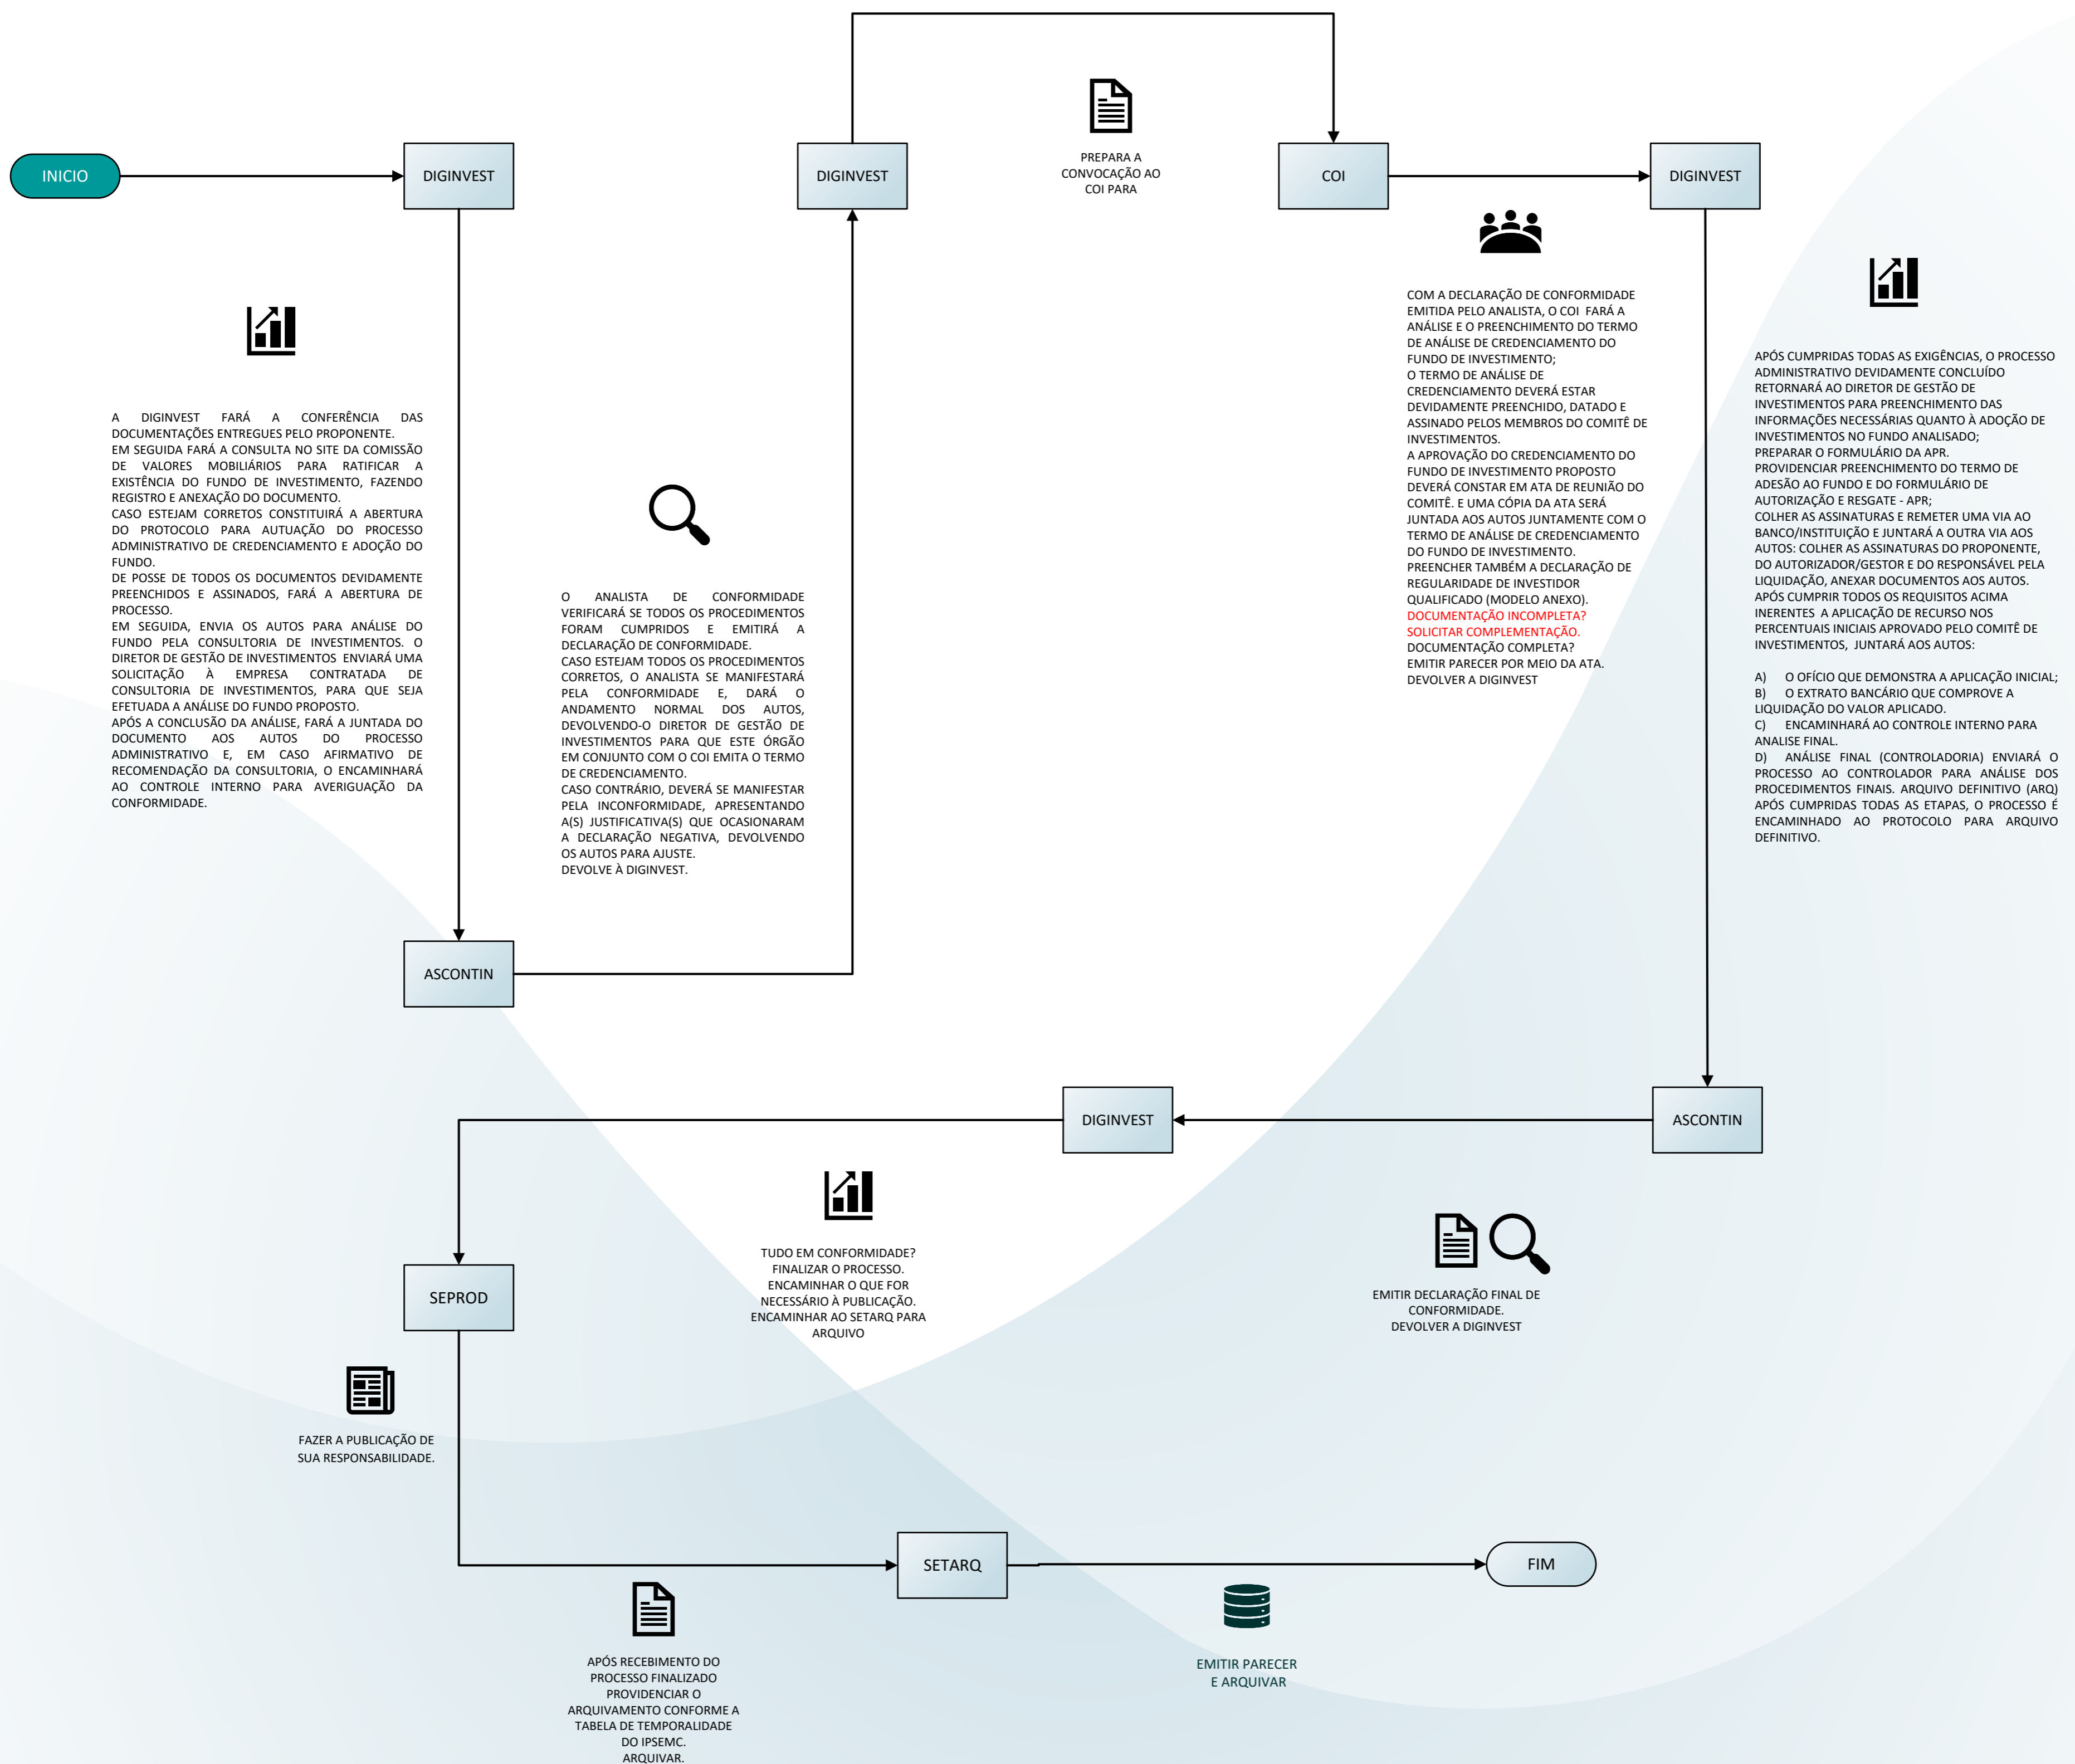 INICIO
DIGINVEST
DIGINVEST
PREPARA A
CONVOCAÇÃO AO
COI PARA
COI
DIGINVEST
A DIGINVEST FARÁ A CONFERÊNCIA DAS
DOCUMENTAÇÕES ENTREGUES PELO PROPONENTE.
EM SEGUIDA FARÁ A CONSULTA NO SITE DA COMISSÃO
DE VALORES MOBILIÁRIOS PARA RATIFICAR A
EXISTÊNCIA DO FUNDO DE INVESTIMENTO, FAZENDO
REGISTRO E ANEXAÇÃO DO DOCUMENTO.
CASO ESTEJAM CORRETOS CONSTITUIRÁ A ABERTURA
DO PROTOCOLO PARA AUTUAÇÃO DO PROCESSO
ADMINISTRATIVO DE CREDENCIAMENTO E ADOÇÃO DO
FUNDO.
DE POSSE DE TODOS OS DOCUMENTOS DEVIDAMENTE
PREENCHIDOS E ASSINADOS, FARÁ A ABERTURA DE
PROCESSO.
EM SEGUIDA, ENVIA OS AUTOS PARA ANÁLISE DO
FUNDO PELA CONSULTORIA DE INVESTIMENTOS. O
DIRETOR DE GESTÃO DE INVESTIMENTOS ENVIARÁ UMA
SOLICITAÇÃO À EMPRESA CONTRATADA DE
CONSULTORIA DE INVESTIMENTOS, PARA QUE SEJA
EFETUADA A ANÁLISE DO FUNDO PROPOSTO.
APÓS A CONCLUSÃO DA ANÁLISE, FARÁ A JUNTADA DO
DOCUMENTO AOS AUTOS DO PROCESSO
ADMINISTRATIVO E, EM CASO AFIRMATIVO DE
RECOMENDAÇÃO DA CONSULTORIA, O ENCAMINHARÁ
AO CONTROLE INTERNO PARA AVERIGUAÇÃO DA
CONFORMIDADE.
O ANALISTA DE CONFORMIDADE
VERIFICARÁ SE TODOS OS PROCEDIMENTOS
FORAM CUMPRIDOS E EMITIRÁ A
DECLARAÇÃO DE CONFORMIDADE.
CASO ESTEJAM TODOS OS PROCEDIMENTOS
CORRETOS, O ANALISTA SE MANIFESTARÁ
PELA CONFORMIDADE E, DARÁ O
ANDAMENTO NORMAL DOS AUTOS,
DEVOLVENDO-O DIRETOR DE GESTÃO DE
INVESTIMENTOS PARA QUE ESTE ÓRGÃO
EM CONJUNTO COM O COI EMITA O TERMO
DE CREDENCIAMENTO.
CASO CONTRÁRIO, DEVERÁ SE MANIFESTAR
PELA INCONFORMIDADE, APRESENTANDO
A(S) JUSTIFICATIVA(S) QUE OCASIONARAM
A DECLARAÇÃO NEGATIVA, DEVOLVENDO
OS AUTOS PARA AJUSTE.
DEVOLVE À DIGINVEST.
COM A DECLARAÇÃO DE CONFORMIDADE
EMITIDA PELO ANALISTA, O COI FARÁ A
ANÁLISE E O PREENCHIMENTO DO TERMO
DE ANÁLISE DE CREDENCIAMENTO DO
FUNDO DE INVESTIMENTO;
O TERMO DE ANÁLISE DE
CREDENCIAMENTO DEVERÁ ESTAR
DEVIDAMENTE PREENCHIDO, DATADO E
ASSINADO PELOS MEMBROS DO COMITÊ DE
INVESTIMENTOS.
A APROVAÇÃO DO CREDENCIAMENTO DO
FUNDO DE INVESTIMENTO PROPOSTO
DEVERÁ CONSTAR EM ATA DE REUNIÃO DO
COMITÊ. E UMA CÓPIA DA ATA SERÁ
JUNTADA AOS AUTOS JUNTAMENTE COM O
TERMO DE ANÁLISE DE CREDENCIAMENTO
DO FUNDO DE INVESTIMENTO.
PREENCHER TAMBÉM A DECLARAÇÃO DE
REGULARIDADE DE INVESTIDOR
QUALIFICADO (MODELO ANEXO).
DOCUMENTAÇÃO INCOMPLETA?
SOLICITAR COMPLEMENTAÇÃO.
DOCUMENTAÇÃO COMPLETA?
EMITIR PARECER POR MEIO DA ATA.
DEVOLVER A DIGINVEST
APÓS CUMPRIDAS TODAS AS EXIGÊNCIAS, O PROCESSO
ADMINISTRATIVO DEVIDAMENTE CONCLUÍDO
RETORNARÁ AO DIRETOR DE GESTÃO DE
INVESTIMENTOS PARA PREENCHIMENTO DAS
INFORMAÇÕES NECESSÁRIAS QUANTO À ADOÇÃO DE
INVESTIMENTOS NO FUNDO ANALISADO;
PREPARAR O FORMULÁRIO DA APR.
PROVIDENCIAR PREENCHIMENTO DO TERMO DE
ADESÃO AO FUNDO E DO FORMULÁRIO DE
AUTORIZAÇÃO E RESGATE - APR;
COLHER AS ASSINATURAS E REMETER UMA VIA AO
BANCO/INSTITUIÇÃO E JUNTARÁ A OUTRA VIA AOS
AUTOS: COLHER AS ASSINATURAS DO PROPONENTE,
DO AUTORIZADOR/GESTOR E DO RESPONSÁVEL PELA
LIQUIDAÇÃO, ANEXAR DOCUMENTOS AOS AUTOS.
APÓS CUMPRIR TODOS OS REQUISITOS ACIMA
INERENTES A APLICAÇÃO DE RECURSO NOS
PERCENTUAIS INICIAIS APROVADO PELO COMITÊ DE
INVESTIMENTOS, JUNTARÁ AOS AUTOS:
A) O OFÍCIO QUE DEMONSTRA A APLICAÇÃO INICIAL;
B) O EXTRATO BANCÁRIO QUE COMPROVE A
LIQUIDAÇÃO DO VALOR APLICADO.
C) ENCAMINHARÁ AO CONTROLE INTERNO PARA
ANALISE FINAL.
D) ANÁLISE FINAL (CONTROLADORIA) ENVIARÁ O
PROCESSO AO CONTROLADOR PARA ANÁLISE DOS
PROCEDIMENTOS FINAIS. ARQUIVO DEFINITIVO (ARQ)
APÓS CUMPRIDAS TODAS AS ETAPAS, O PROCESSO É
ENCAMINHADO AO PROTOCOLO PARA ARQUIVO
DEFINITIVO.
ASCONTIN
DIGINVEST
ASCONTIN
TUDO EM CONFORMIDADE?
FINALIZAR O PROCESSO.
ENCAMINHAR O QUE FOR
NECESSÁRIO À PUBLICAÇÃO.
ENCAMINHAR AO SETARQ PARA
ARQUIVO
EMITIR DECLARAÇÃO FINAL DE
CONFORMIDADE.
DEVOLVER A DIGINVEST
SEPROD
FAZER A PUBLICAÇÃO DE
SUA RESPONSABILIDADE.
SETARQ
FIM
APÓS RECEBIMENTO DO
PROCESSO FINALIZADO
PROVIDENCIAR O
ARQUIVAMENTO CONFORME A
TABELA DE TEMPORALIDADE
DO IPSEMC.
ARQUIVAR.
EMITIR PARECER
E ARQUIVAR